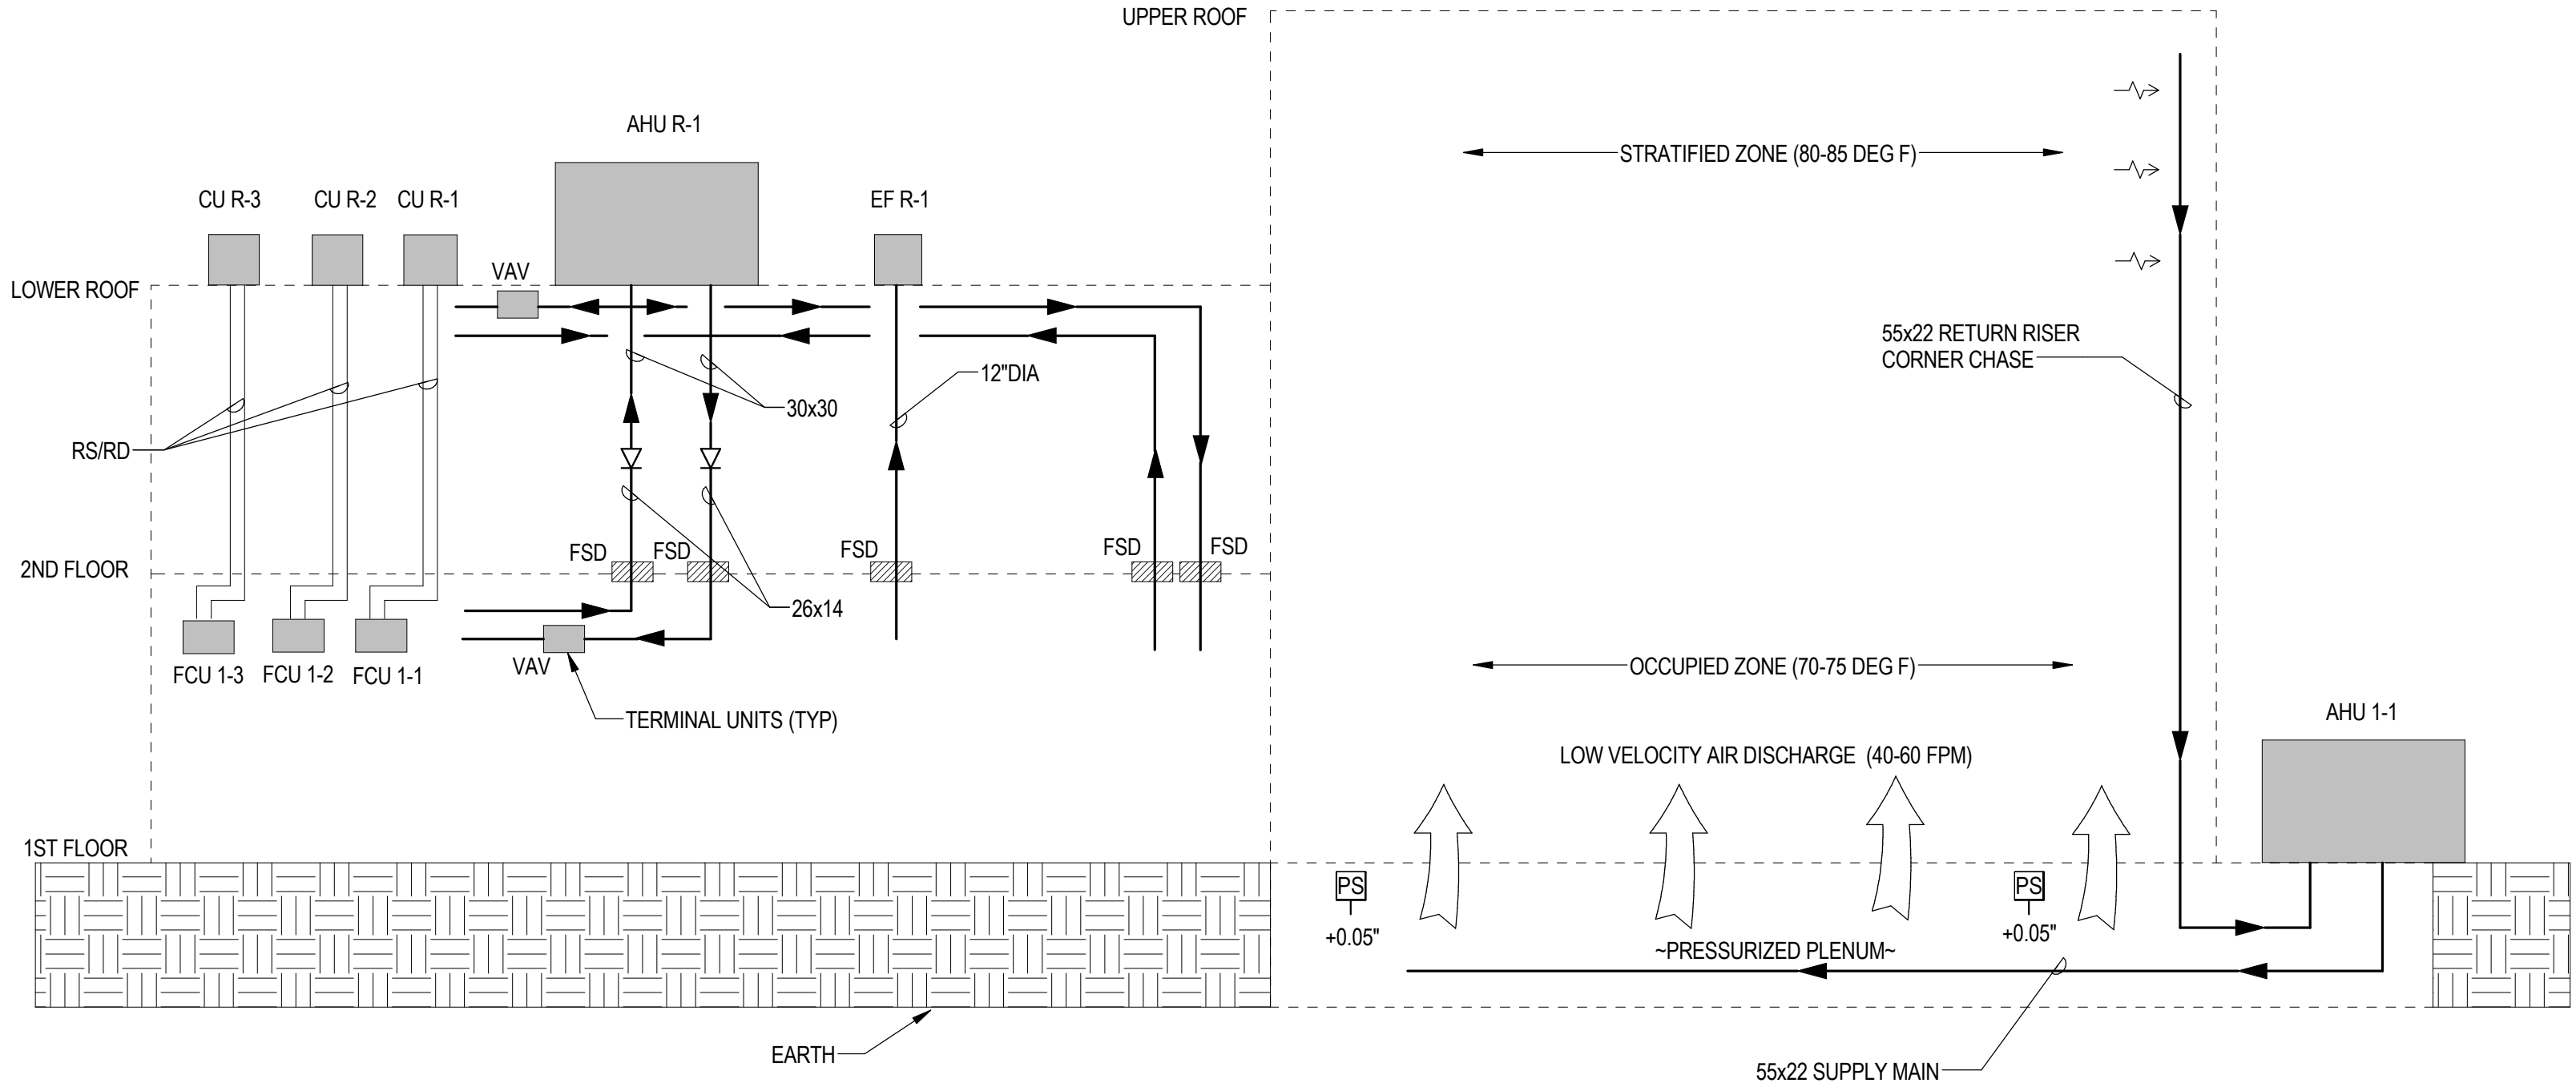 UPPER ROOF
AHU R-1
STRATIFIED ZONE (80-85 DEG F)
CU R-3
CU R-2
CU R-1
EF R-1
VAV
LOWER ROOF
55x22 RETURN RISER
CORNER CHASE
12"DIA
30x30
RS/RD
FSD
FSD
FSD
FSD
FSD
2ND FLOOR
26x14
FCU 1-3
FCU 1-2
FCU 1-1
VAV
OCCUPIED ZONE (70-75 DEG F)
TERMINAL UNITS (TYP)
AHU 1-1
LOW VELOCITY AIR DISCHARGE (40-60 FPM)
1ST FLOOR
PS
PS
+0.05"
+0.05"
~PRESSURIZED PLENUM~
EARTH
55x22 SUPPLY MAIN